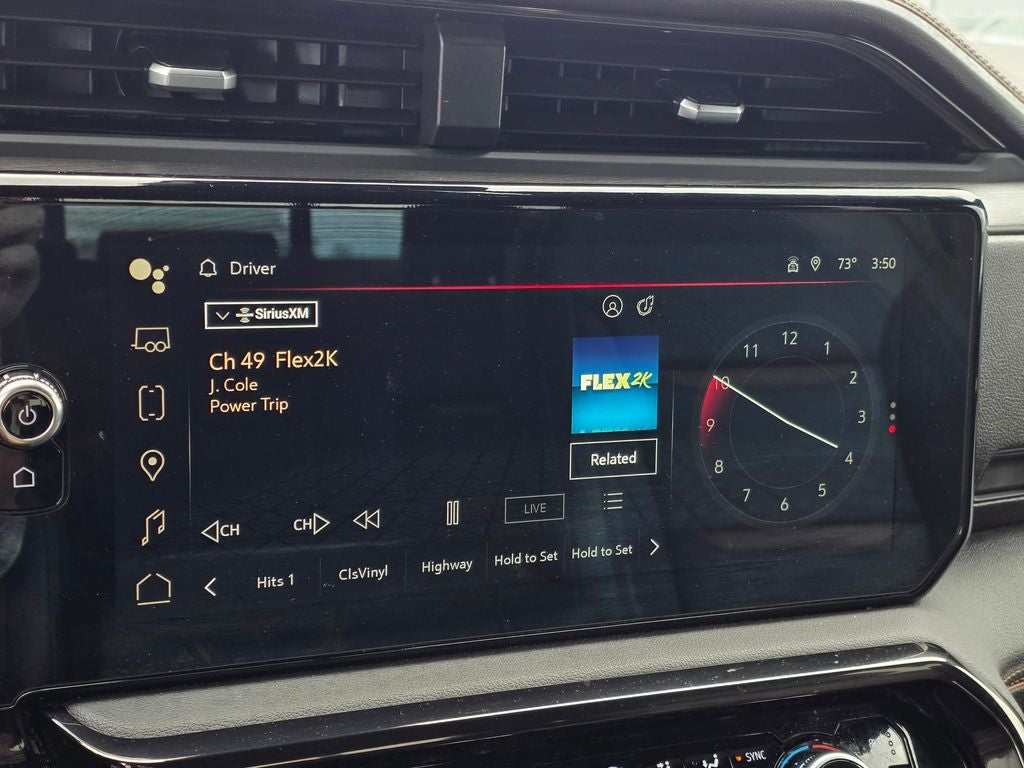 Driver
73° 3:50
SiriusXM
Ch 49 Flex2K
J. Cole
Power Trip
FLEX 2K
Related
CH
CH
LIVE
Hits 1
ClsVinyl
Highway
Hold to Set
Hold to Set
12
1
2
3
4
5
6
7
8
9
10
11
SYNC